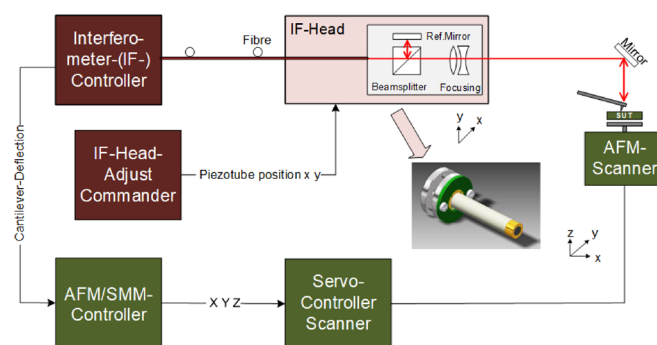 Interfero-
meter-(IF-)
Controller
Fibre
IF-Head
Ref.Mirror
Beamsplitter
Focusing
Mirror
SUT
AFM-
Scanner
y
x
IF-Head-
Adjust
Commander
Piezotube position x y
Cantilever-Deflection
z
y
x
AFM/SMM-
Controller
X Y Z
Servo-
Controller
Scanner